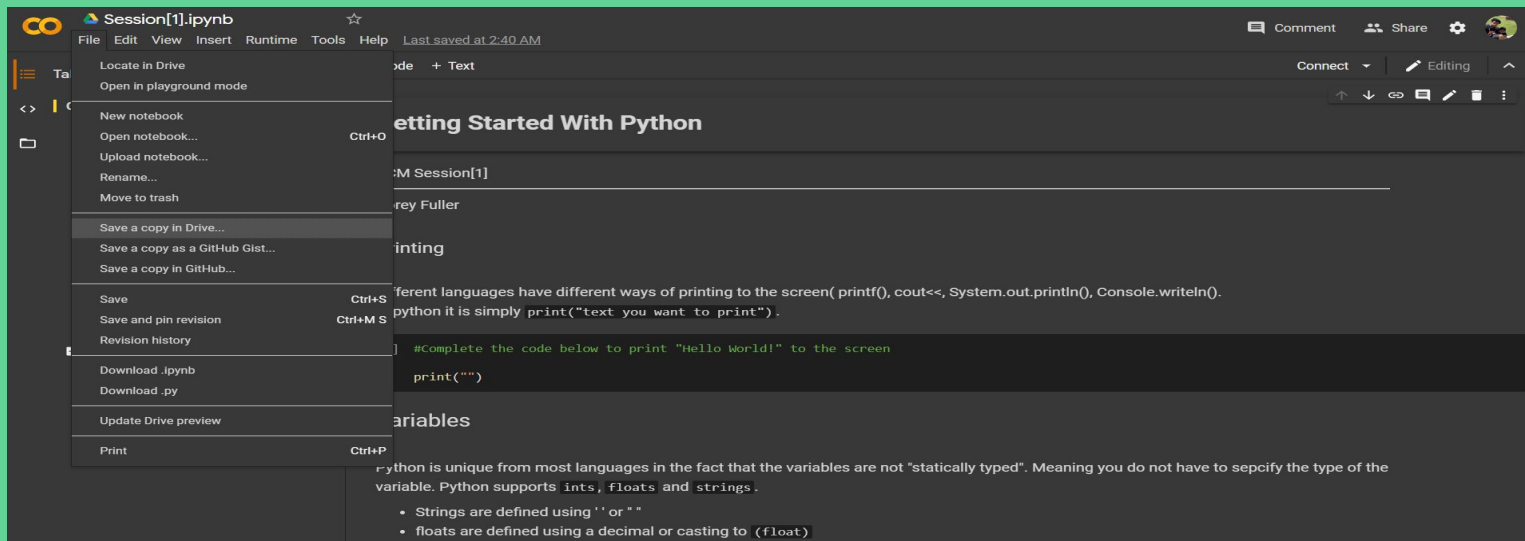 Session[1].ipynb
Comment Share
File Edit View Insert Runtime Tools Help Last saved at 2:40 AM
+ Text
Connect Editing
Locate in Drive
Open in playground mode
New notebook
Open notebook... Ctrl+O
Upload notebook...
Rename...
Move to trash
Save a copy in Drive...
Save a copy as a GitHub Gist...
Save a copy in GitHub...
Save Ctrl+S
Save and pin revision Ctrl+M S
Revision history
Download .ipynb
Download .py
Update Drive preview
Print Ctrl+P
etting Started With Python
Session[1]
rey Fuller
inting
fferent languages have different ways of printing to the screen( printf(), cout<<, System.out.println(), Console.writeln().
python it is simply print("text you want to print").
] #Complete the code below to print "Hello World!" to the screen
print("")
ariables
Python is unique from most languages in the fact that the variables are not "statically typed". Meaning you do not have to sepcify the type of the
variable. Python supports ints, floats and strings.
• Strings are defined using ' ' or " "
• floats are defined using a decimal or casting to (float)